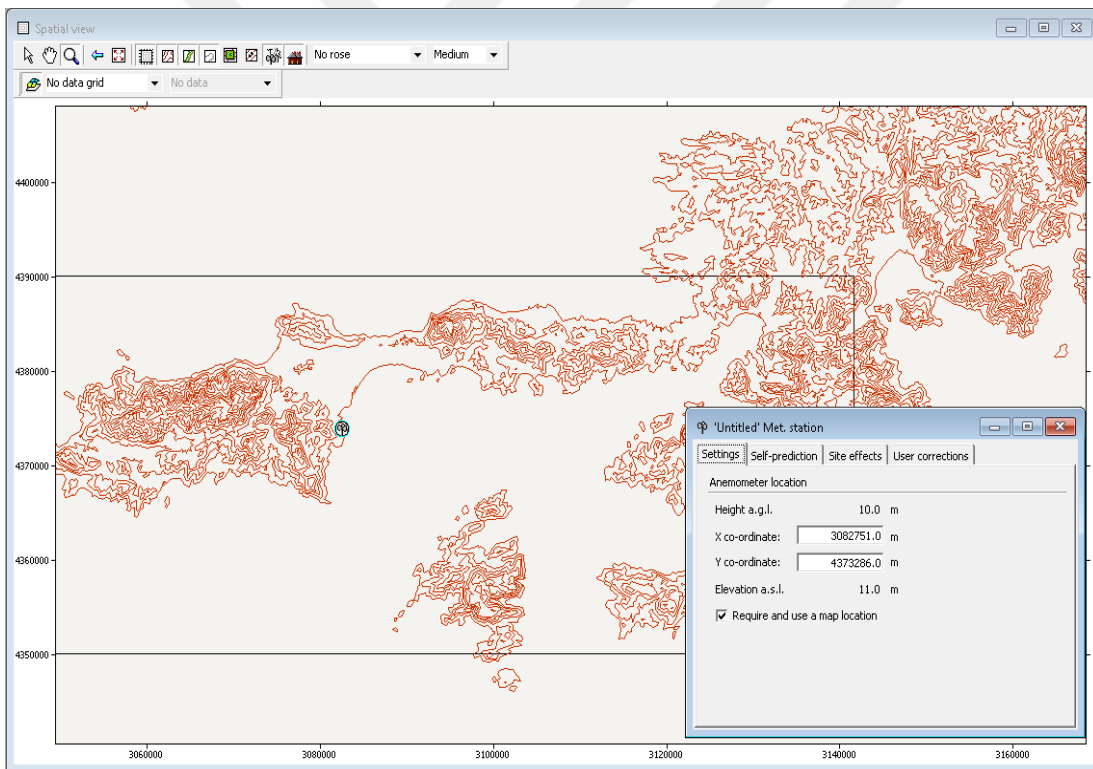 Spatial view
No rose Medium
No data grid No data
4400000
4390000
4380000
4370000
4360000
4350000
3060000 3080000 3100000 3120000 3140000 3160000
'Untitled' Met. station
Settings Self-prediction Site effects User corrections
Anemometer location
Height a.g.l. 10.0 m
X co-ordinate: 3082751.0 m
Y co-ordinate: 4373286.0 m
Elevation a.s.l. 11.0 m
Require and use a map location